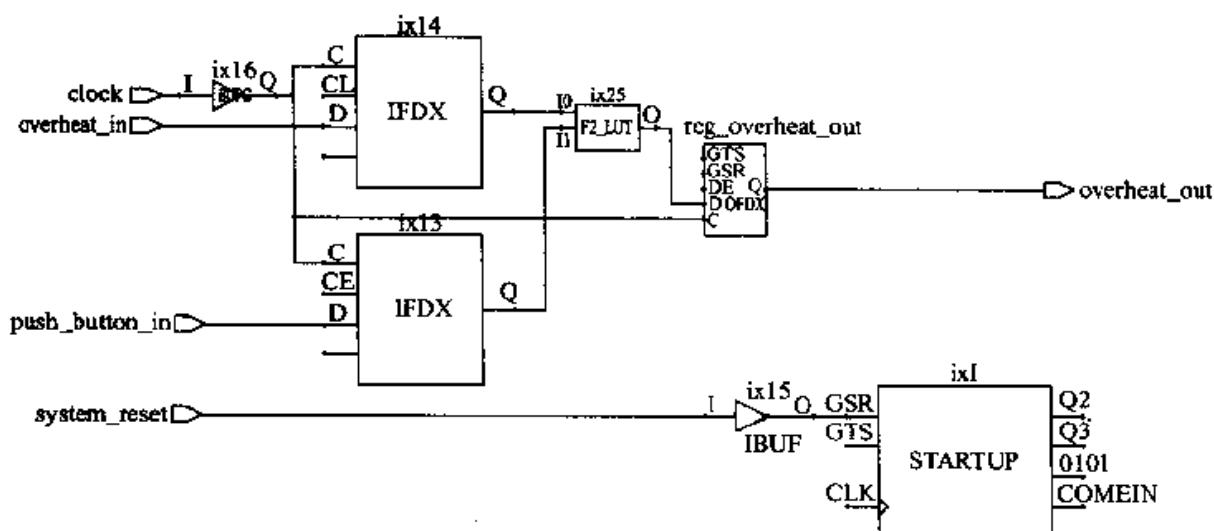 ix14
C
ix16
clock
I
Q
CL
Q
I0
ix25
O
overheat_in
D
IFDX
I1
F2_LUT
reg_overheat_out
GTS
GSR
DE
Q
D
OFDX
C
overheat_out
ix13
C
CE
Q
IFDX
push_button_in
D
ixI
ix15
system_reset
I
O
GSR
Q2
GTS
Q3
IBUF
STARTUP
0101
CLK
COMEIN